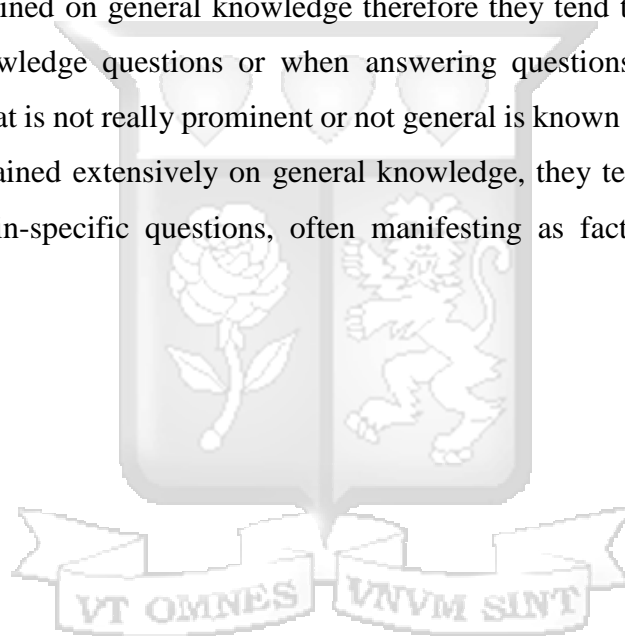 ined on general knowledge therefore they tend t
wledge questions or when answering questions
at is not really prominent or not general is known
ained extensively on general knowledge, they te
in-specific questions, often manifesting as fact
VT OMNES VNVM SINT